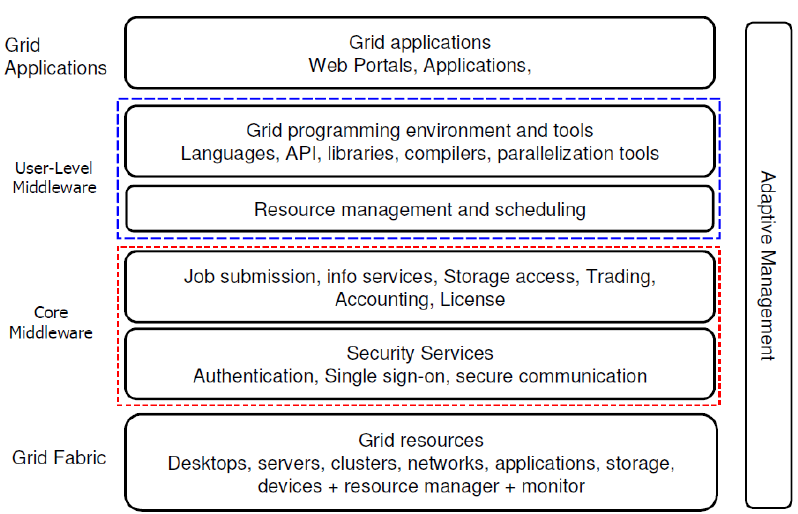 Grid
Applications
Grid applications
Web Portals, Applications,
User-Level
Middleware
Grid programming environment and tools
Languages, API, libraries, compilers, parallelization tools
Resource management and scheduling
Core
Middleware
Job submission, info services, Storage access, Trading,
Accounting, License
Security Services
Authentication, Single sign-on, secure communication
Grid Fabric
Grid resources
Desktops, servers, clusters, networks, applications, storage,
devices + resource manager + monitor
Adaptive Management